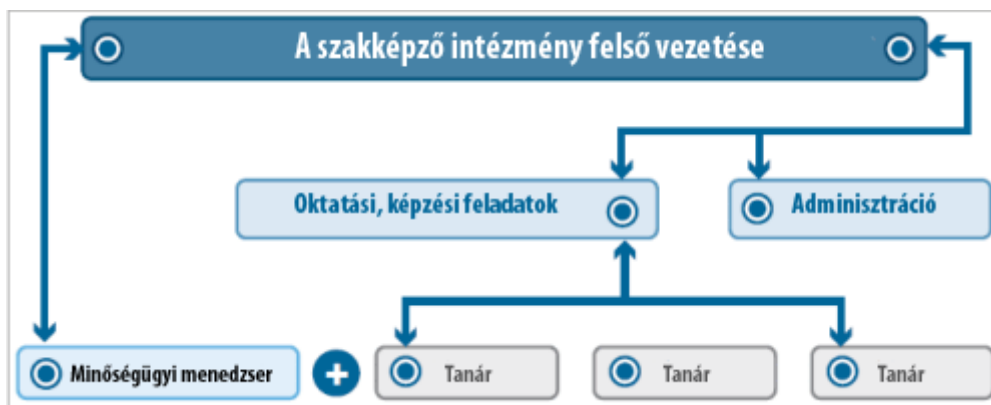 A szakképző intézmény felső vezetése
Oktatási, képzési feladatok
Adminisztráció
Minőségügyi menedzser
Tanár
Tanár
Tanár